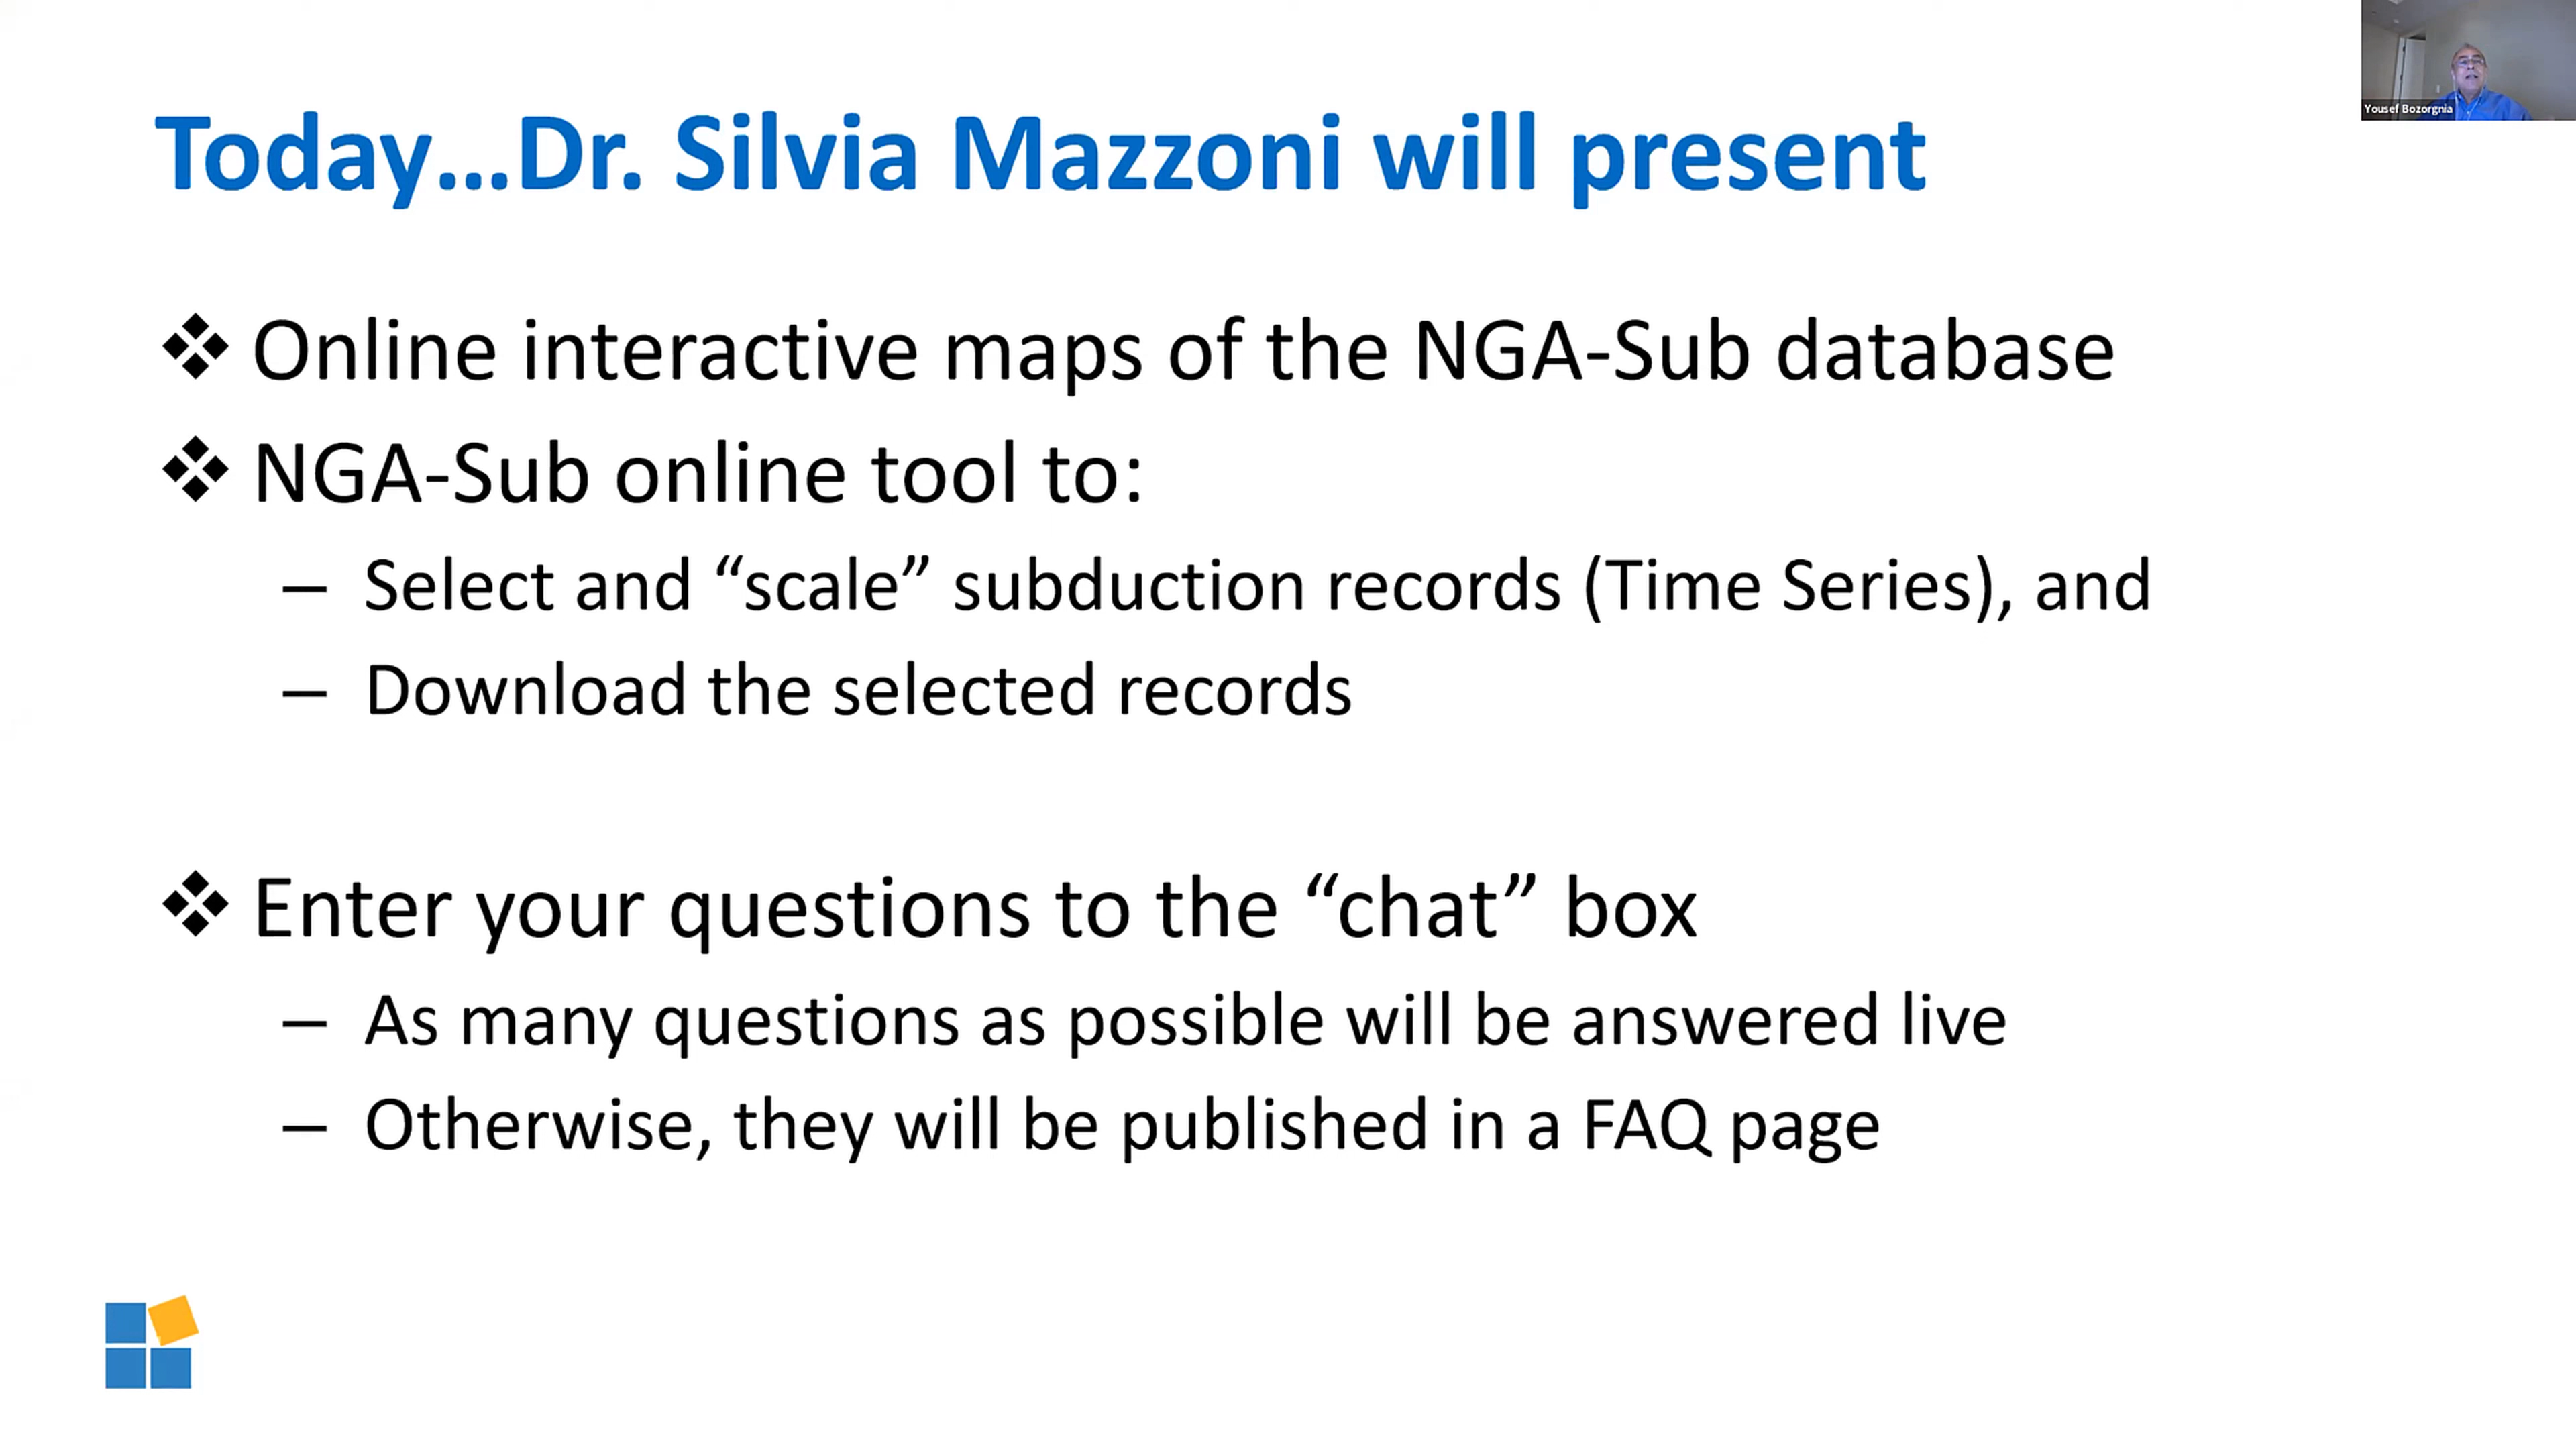 Yousef Bozorgnia
Today...Dr. Silvia Mazzoni will present
❖ Online interactive maps of the NGA-Sub database
❖ NGA-Sub online tool to:
– Select and “scale” subduction records (Time Series), and
– Download the selected records
❖ Enter your questions to the “chat” box
– As many questions as possible will be answered live
– Otherwise, they will be published in a FAQ page